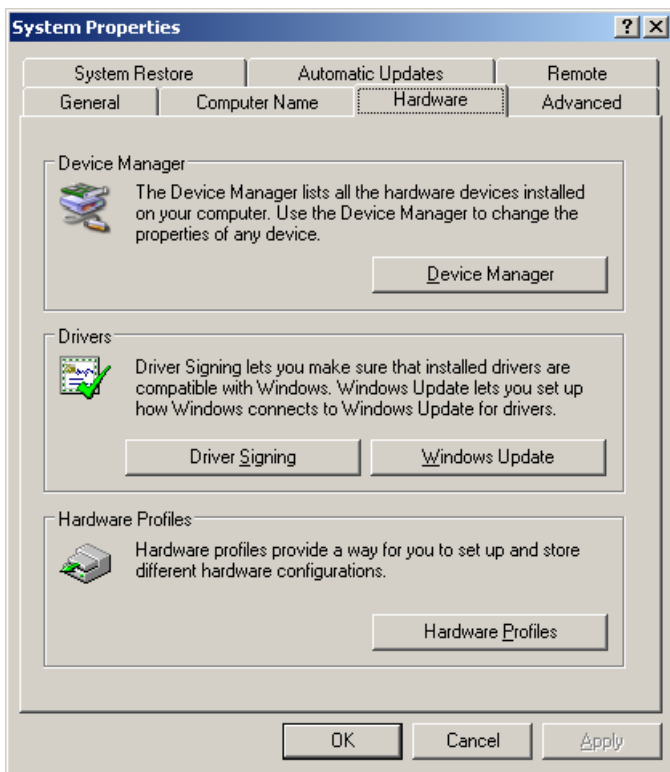 System Properties
System Restore
Automatic Updates
Remote
General
Computer Name
Hardware
Advanced
Device Manager
The Device Manager lists all the hardware devices installed
on your computer. Use the Device Manager to change the
properties of any device.
Device Manager
Drivers
Driver Signing lets you make sure that installed drivers are
compatible with Windows. Windows Update lets you set up
how Windows connects to Windows Update for drivers.
Driver Signing
Windows Update
Hardware Profiles
Hardware profiles provide a way for you to set up and store
different hardware configurations.
Hardware Profiles
OK
Cancel
Apply